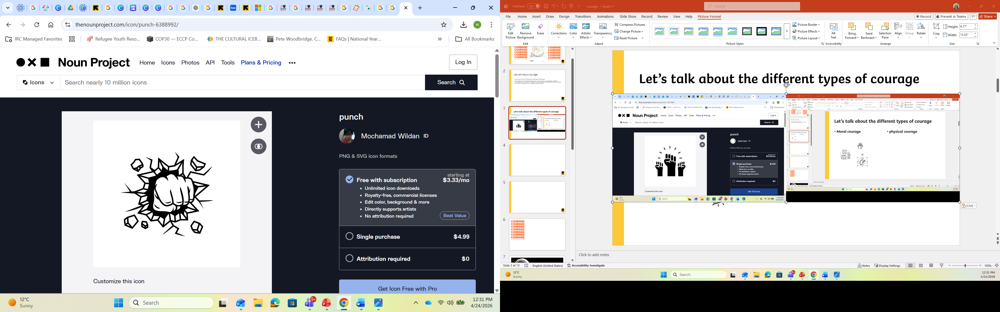 thenounproject.com/icon/punch-6388992/
IRC Managed Favorites
Refugee Youth Reso...
COP30 — ECCP Co...
THE CULTURAL ICEB...
Pete Woodbridge, C...
FAQs | National Year...
All Bookmarks
Noun Project
Home Icons Photos API Tools Plans & Pricing •••
Log In
Icons
Search nearly 10 million icons
Search
punch
Mochamad Wildan ID
PNG & SVG icon formats
Free with subscription
starting at
$3.33/mo
• Unlimited icon downloads
• Royalty-free, commercial licenses
• Edit color, background & more
• Directly supports artists
• No attribution required
Best Value
Single purchase $4.99
Attribution required $0
Customize this icon
Get Icon Free with Pro
12°C
Sunny
Search
9+
12:31 PM
4/24/2026
AutoSave On
courage • Saved
Search
File Home Insert Draw Design Transitions Animations Slide Show Record Review View Help Picture Format
Record
Present in Teams
Share
Edit Picture
Remove Background
Erase
Edit
Corrections
Color
Artistic Effects
Transparency
Compress Pictures
Change Picture
Reset Picture
Adjust
Picture Styles
Picture Border
Picture Effects
Picture Layout
Alt Text
Accessibility
Bring Forward
Send Backward
Selection Pane
Align
Group
Rotate
Arrange
Crop
Height: 4.17"
Width: 13.33"
Size
COURAGE!
COURAGE!
COURAGE!
2
Lets talk about courage
3
Let's talk about the different types of courage
4
5
6
COURAGE!
COURAGE!
COURAGE!
COURAGE!
COURAGE!
COURAGE!
7
Let's talk about the different types of courage
thenounproject.com/icon/punch-7327286/
Noun Project
Home Icons Photos API Tools Plans & Pricing •••
Log In
Icons
Search nearly 10 million icons
Search
punch
sharman ID
PNG & SVG icon formats
Free with subscription
starting at
$3.33/mo
Single purchase $4.99
• Royalty-free, commercial license
• Black icon, no edits
• No attribution needed
• Purchase supports creator
Attribution required $0
Customize this icon
Get This Icon
Let's talk about the different types of courage
• Moral courage
• physical courage
(Ctrl)
Click to add notes
Slide 3 of 13
English (United States)
Accessibility: Investigate
Notes
Display Settings
105%
12°C
Sunny
Search
9+
12:31 PM
4/24/2026